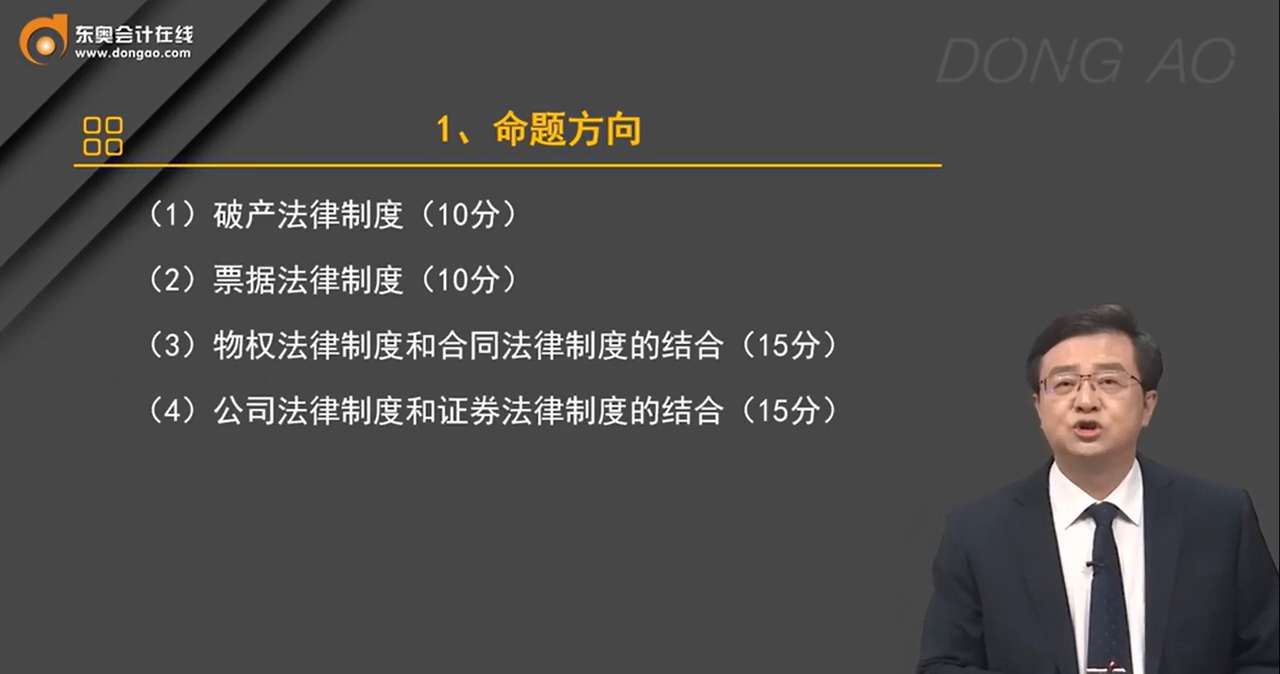 东奥会计在线
www.dongao.com
DONG AO
1、命题方向
（1）破产法律制度（10分）
（2）票据法律制度（10分）
（3）物权法律制度和合同法律制度的结合（15分）
（4）公司法律制度和证券法律制度的结合（15分）